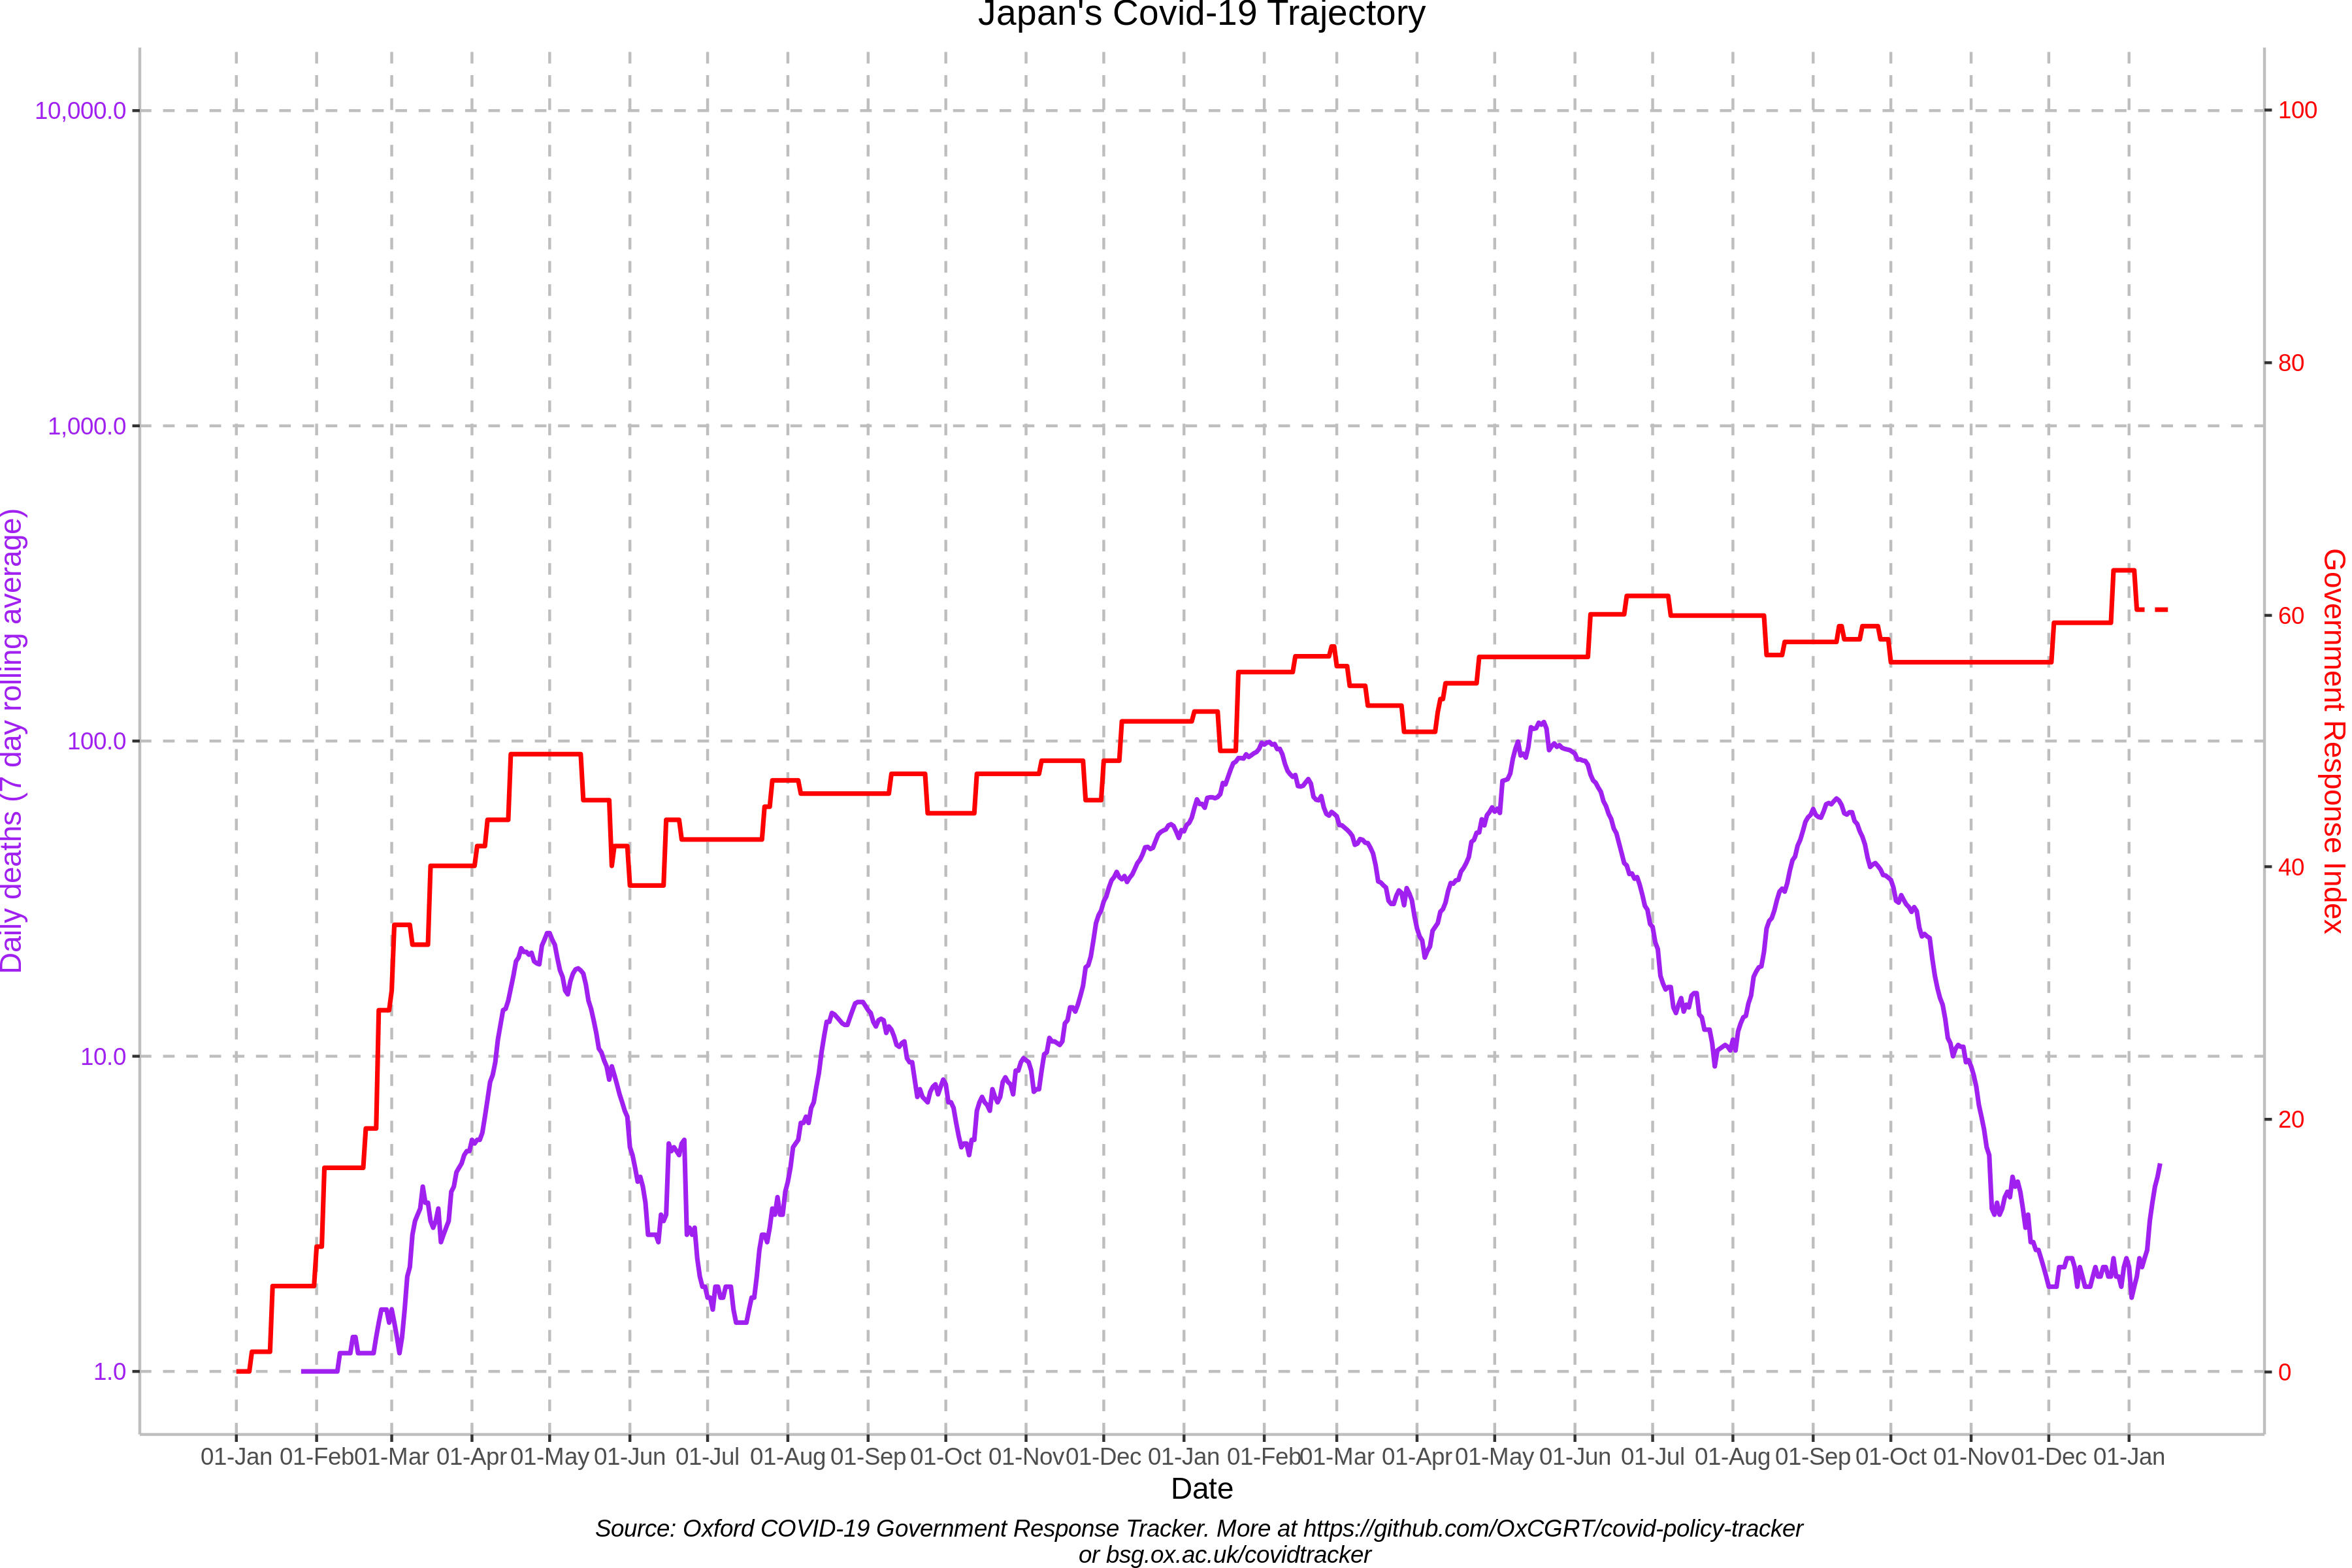 Japan's Covid-19 Trajectory
Daily deaths (7 day rolling average)
10,000.0
1,000.0
100.0
10.0
1.0
100
80
60
40
20
0
Government Response Index
01-Jan 01-Feb 01-Mar 01-Apr 01-May 01-Jun 01-Jul 01-Aug 01-Sep 01-Oct 01-Nov 01-Dec 01-Jan 01-Feb 01-Mar 01-Apr 01-May 01-Jun 01-Jul 01-Aug 01-Sep 01-Oct 01-Nov 01-Dec 01-Jan
Date
Source: Oxford COVID-19 Government Response Tracker. More at https://github.com/OxCGRT/covid-policy-tracker
or bsg.ox.ac.uk/covidtracker